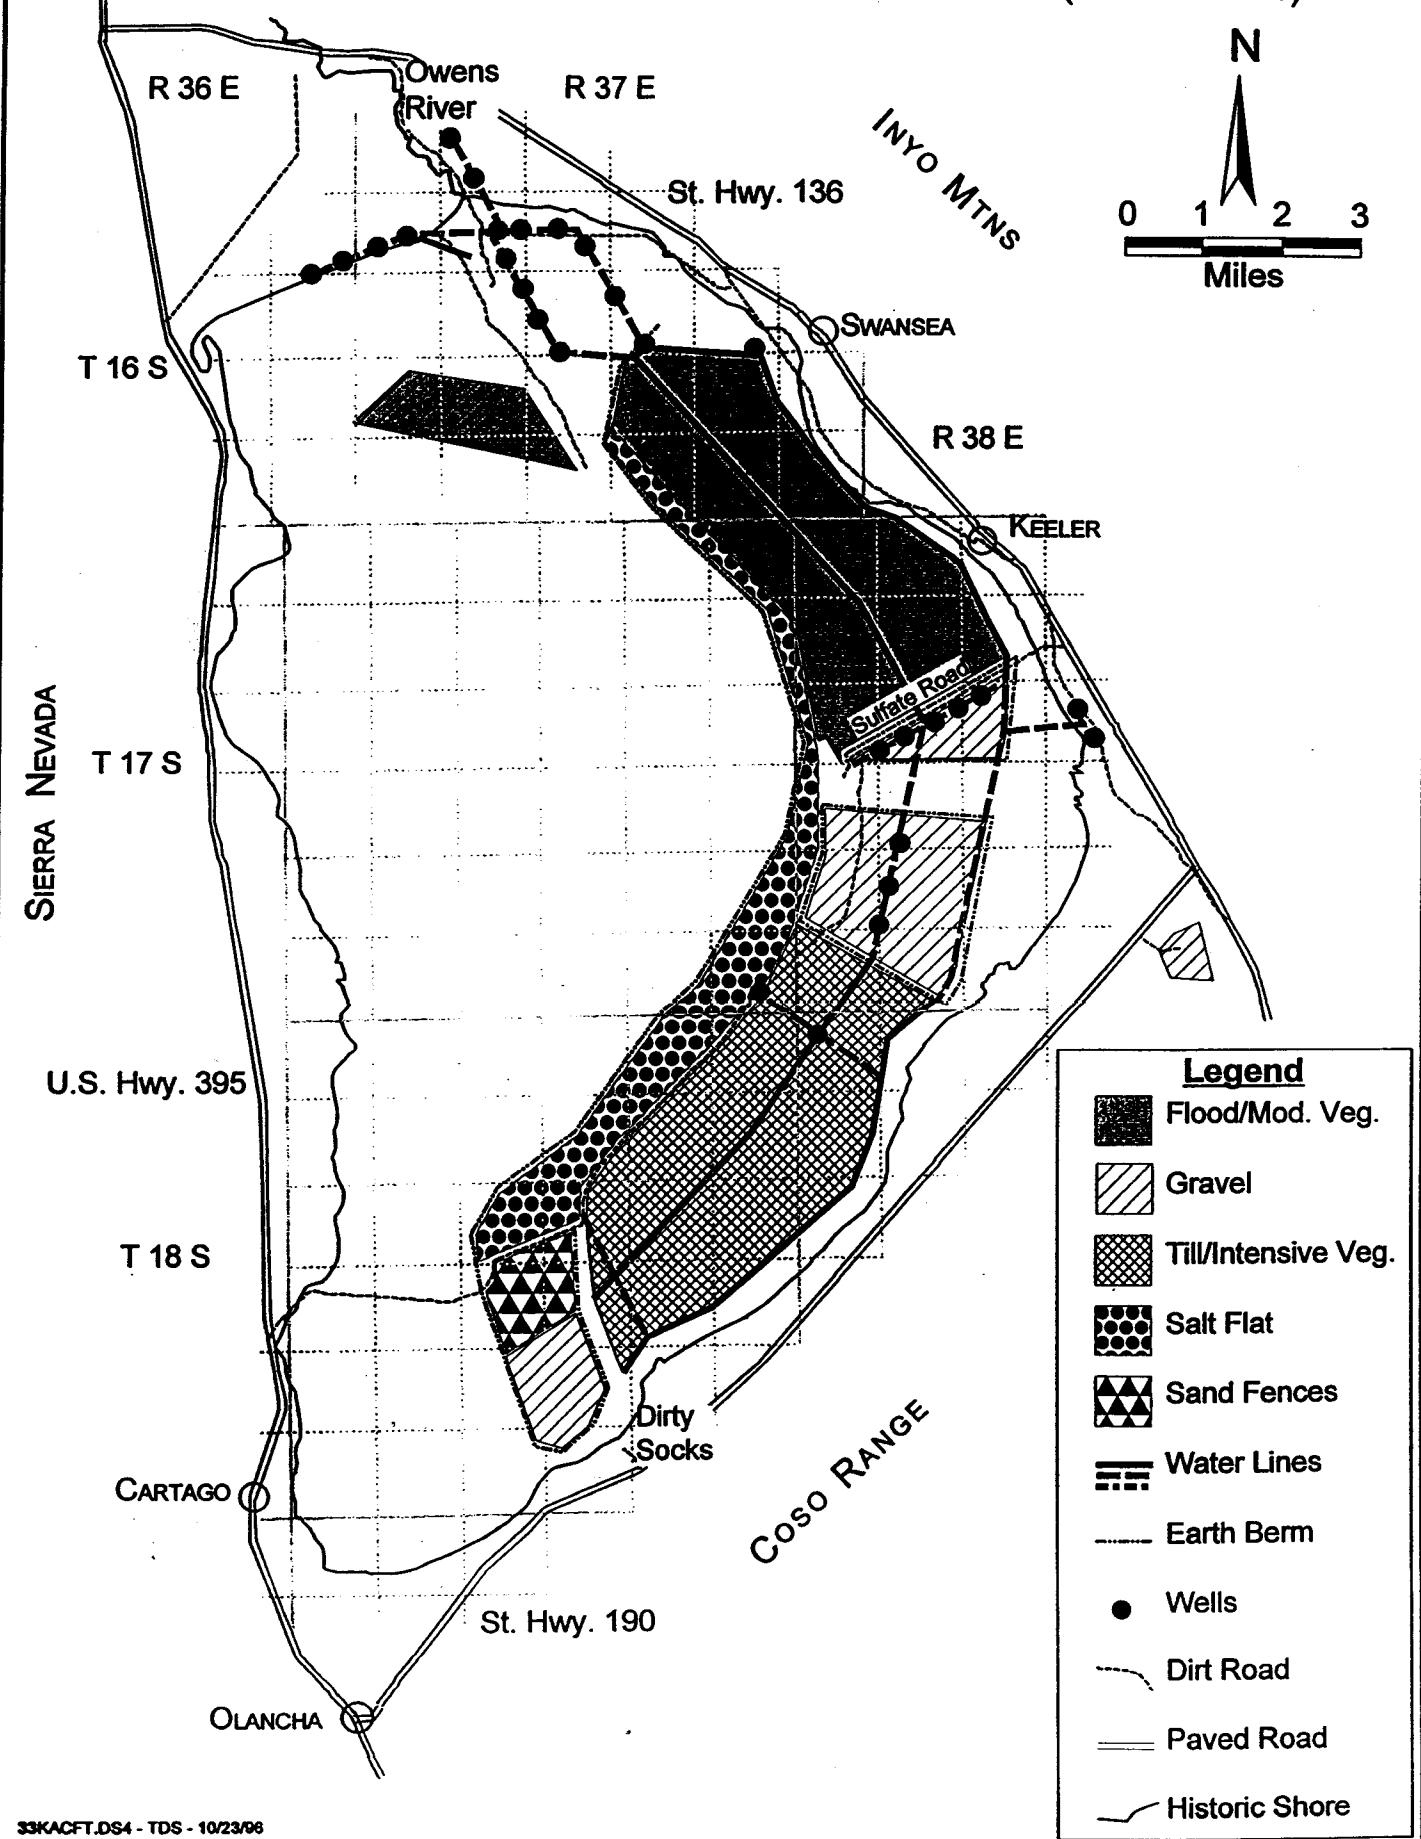 Owens
River
R 36 E
R 37 E
INYO MTNS
N
St. Hwy. 136
0 1 2 3
Miles
SWANSEA
T 16 S
R 38 E
KEELER
Sulfate Road
SIERRA NEVADA
T 17 S
U.S. Hwy. 395
T 18 S
Dirty
Socks
COSO RANGE
CARTAGO
St. Hwy. 190
OLANCHA
Legend
Flood/Mod. Veg.
Gravel
Till/Intensive Veg.
Salt Flat
Sand Fences
Water Lines
Earth Berm
Wells
Dirt Road
Paved Road
Historic Shore
33KACFT.DS4 - TDS - 10/23/96